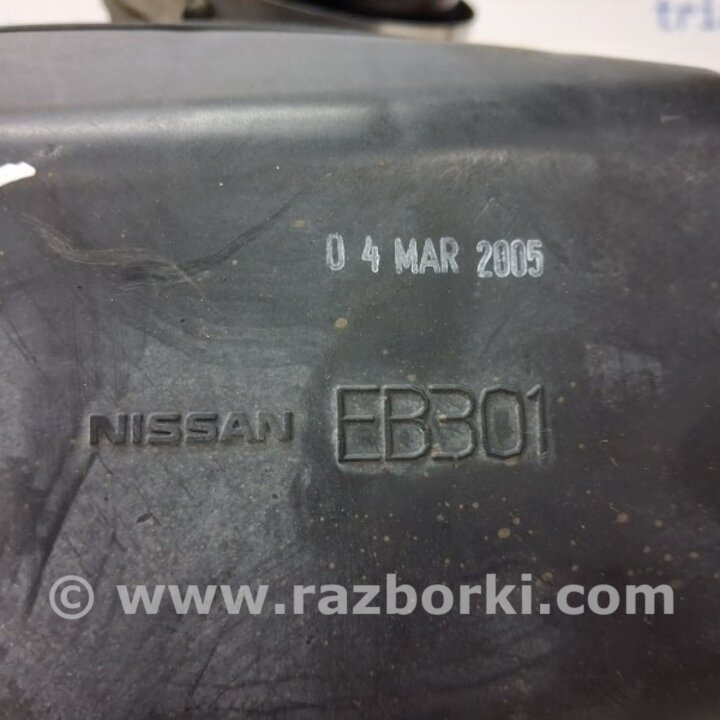 0 4 MAR 2005
NISSAN EB301
© www.razborki.com